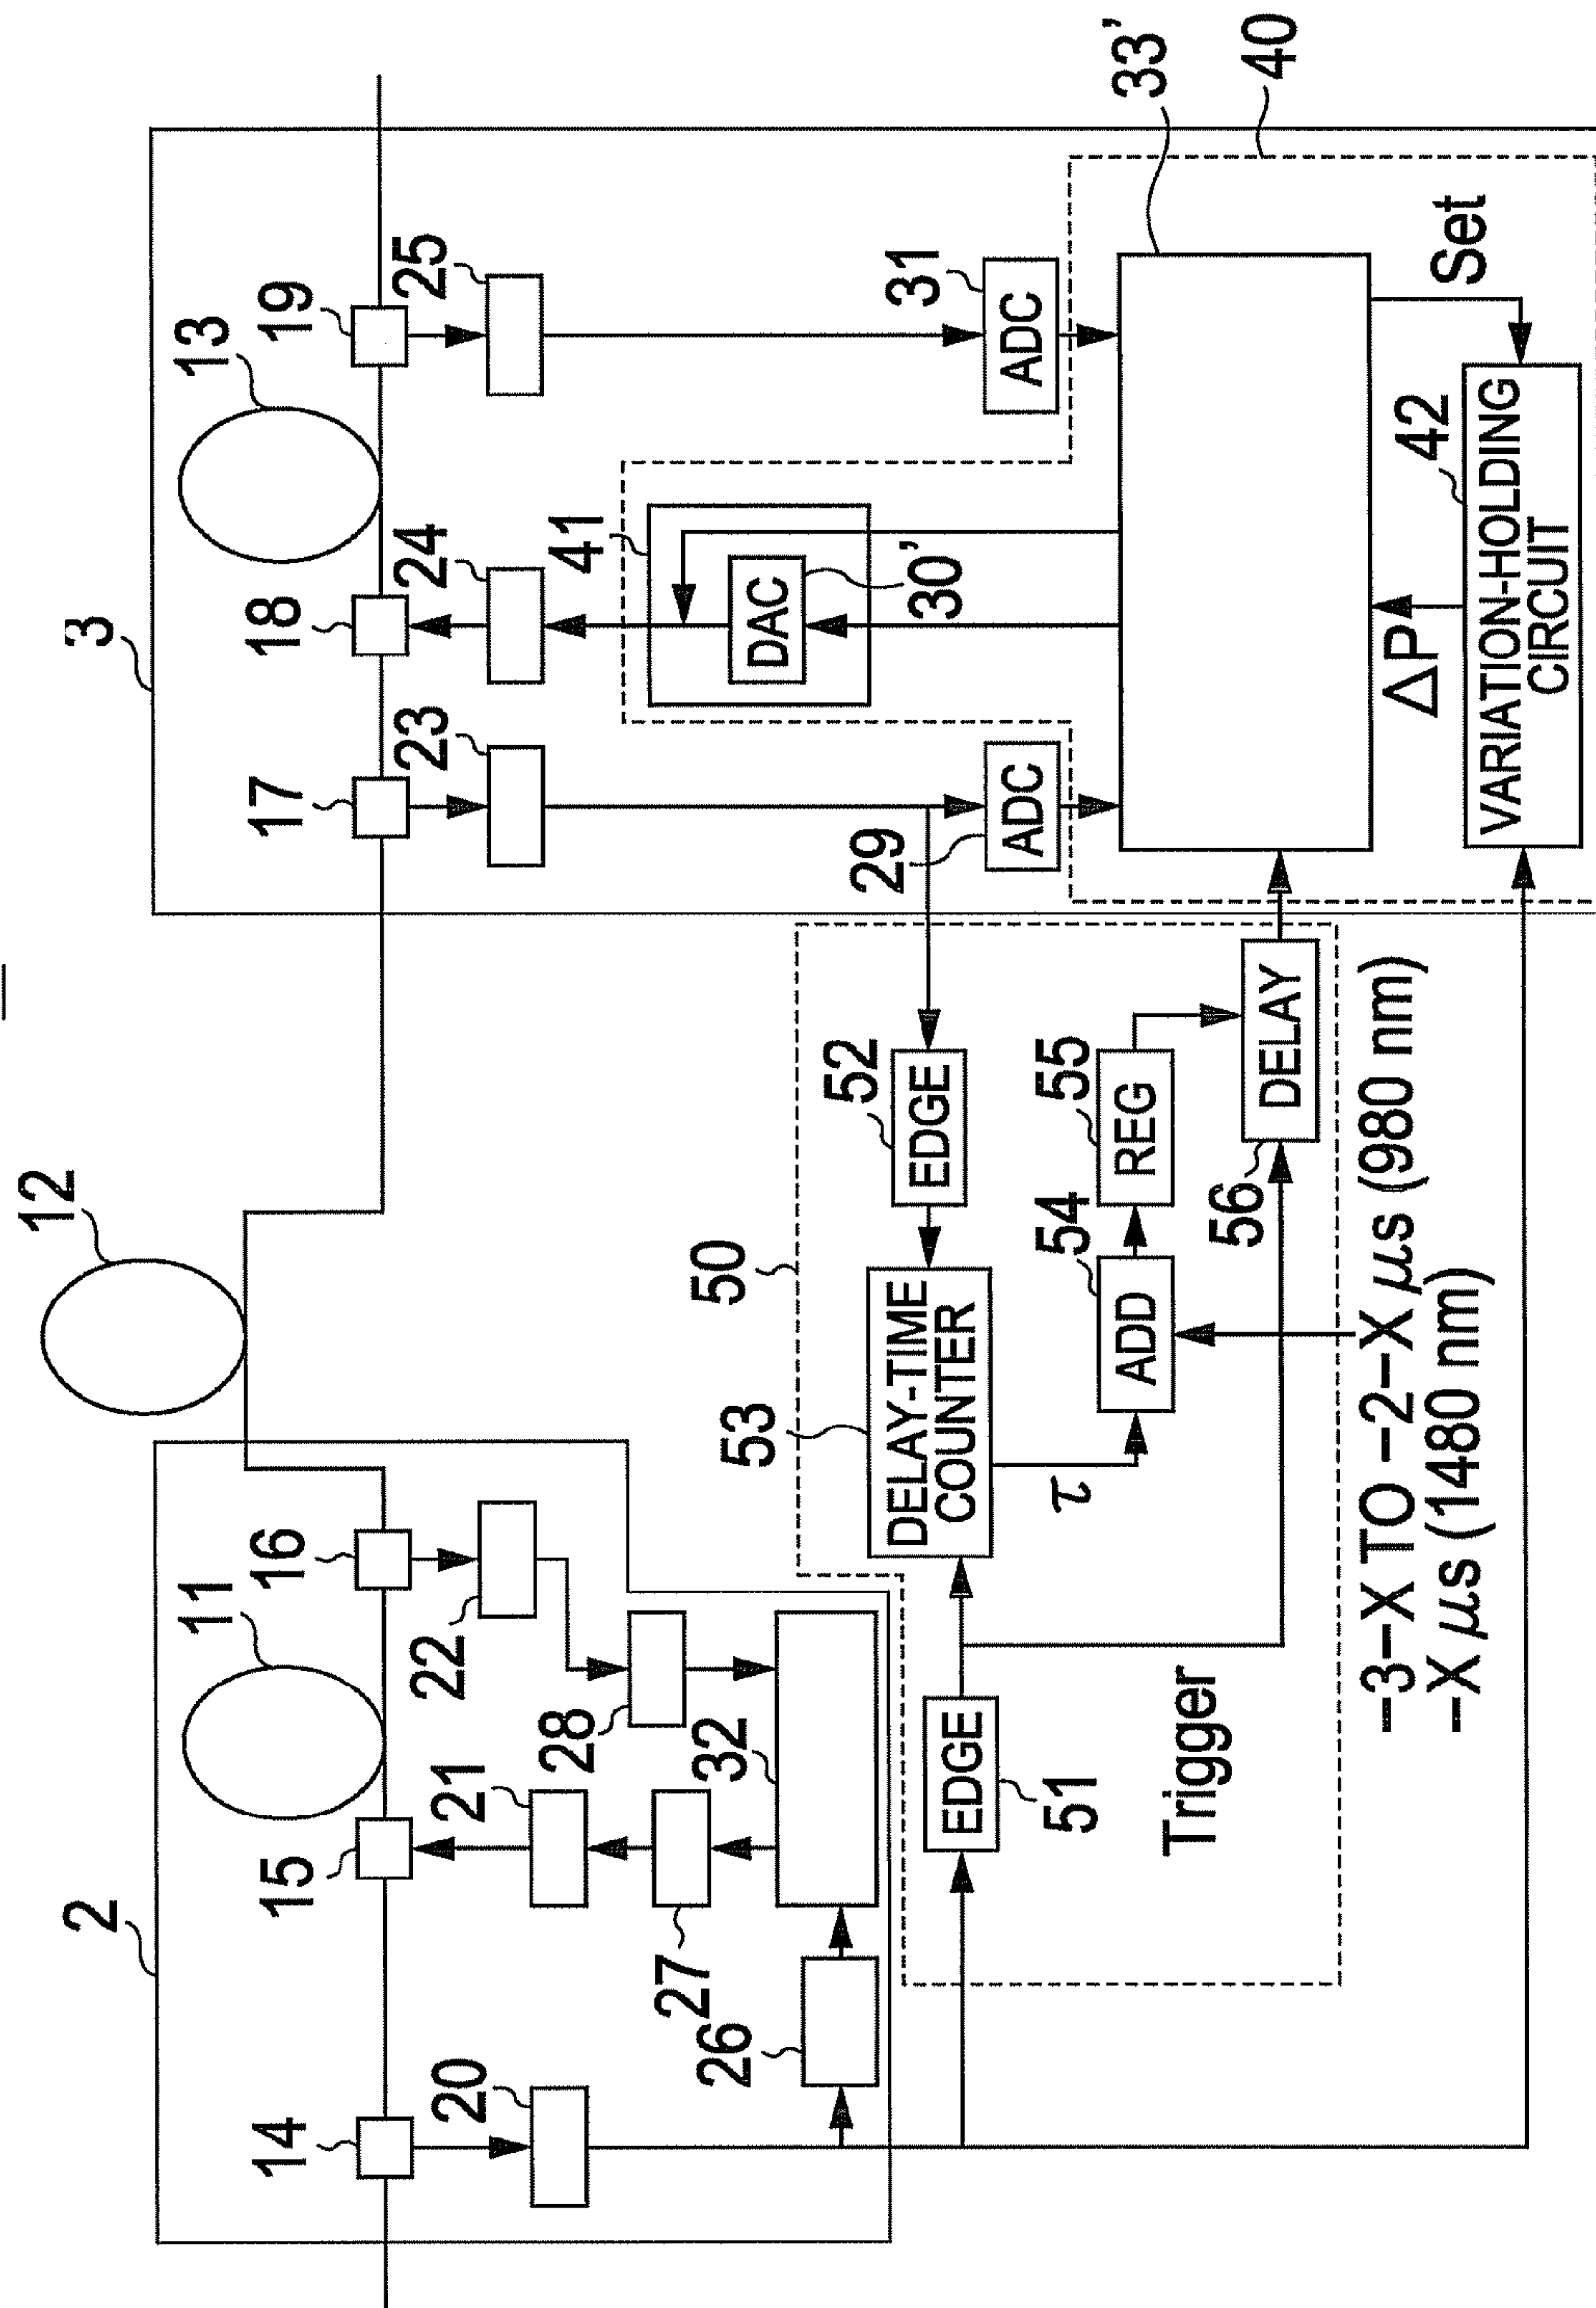 12
3
13
19
18
17
25
24
23
41
DAC
30'
31
ADC
29
ADC
33'
40
Set
ΔP
42
VARIATION-HOLDING
CIRCUIT
2
11
16
15
14
22
21
20
28
27
26
32
50
52
EDGE
53
DELAY-TIME
COUNTER
τ
54
ADD
55
REG
56
DELAY
EDGE
51
Trigger
-3-X TO -2-X μs (980 nm)
-X μs (1480 nm)